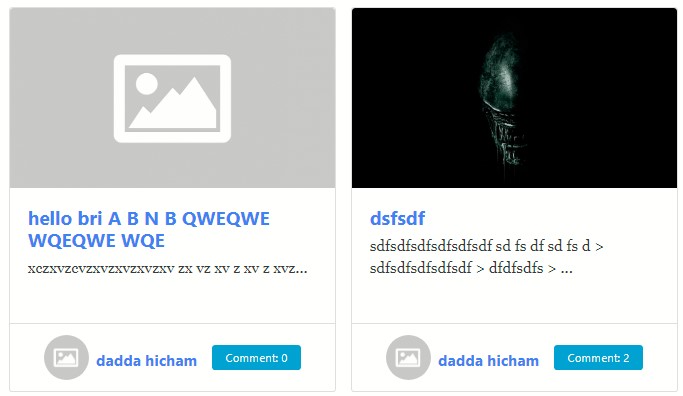 hello bri A B N B QWEQWE
WQEQWE WQE
xczxvzcvzxvzxvzxvzxv zx vz xv z xv z xvz...
dadda hicham
Comment: 0
dsfsdf
sdfsdfsdfsdfsdfsdf sd fs df sd fs d >
sdfsdfsdfsdfsdf > dfdfsdfs > ...
dadda hicham
Comment: 2